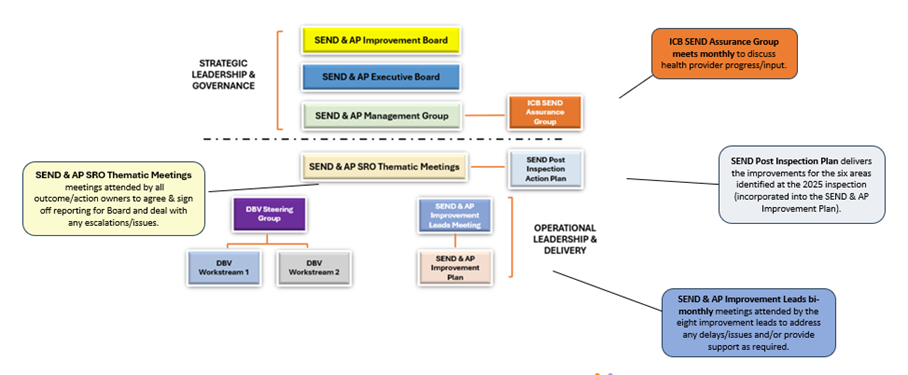 SEND & AP Improvement Board
STRATEGIC
LEADERSHIP &
GOVERNANCE
SEND & AP Executive Board
SEND & AP Management Group
ICB SEND
Assurance
Group
ICB SEND Assurance Group
meets monthly to discuss
health provider progress/input.
SEND & AP SRO Thematic Meetings
SEND Post
Inspection
Action Plan
SEND & AP SRO Thematic Meetings
meetings attended by all
outcome/action owners to agree & sign
off reporting for Board and deal with
any escalations/issues.
SEND Post Inspection Plan delivers
the improvements for the six areas
identified at the 2025 inspection
(incorporated into the SEND & AP
Improvement Plan).
DBV Steering
Group
SEND & AP
Improvement
Leads Meeting
OPERATIONAL
LEADERSHIP &
DELIVERY
DBV
Workstream 1
DBV
Workstream 2
SEND & AP
Improvement
Plan
SEND & AP Improvement Leads bi-
monthly meetings attended by the
eight improvement leads to address
any delays/issues and/or provide
support as required.